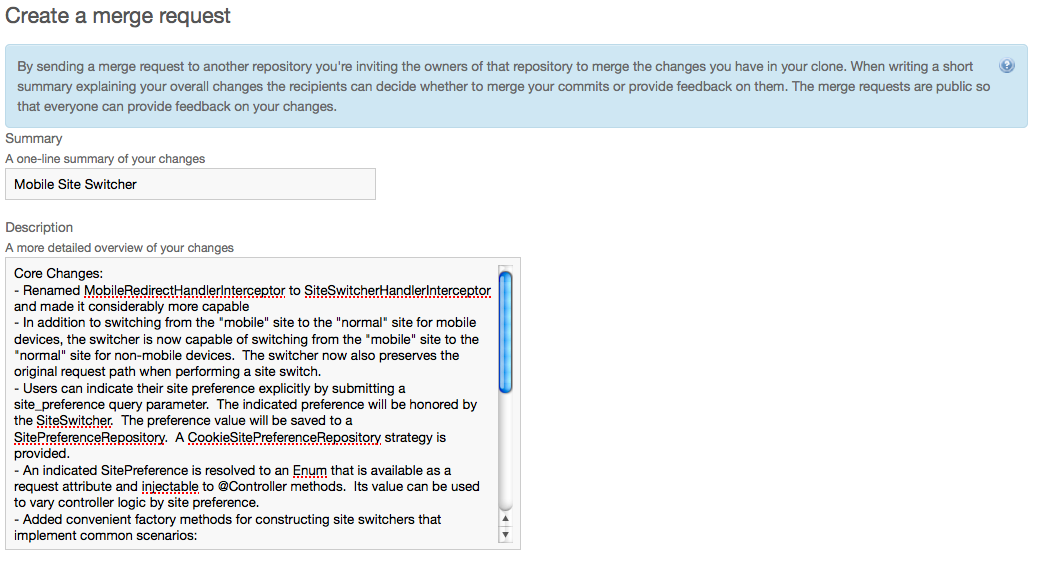 Create a merge request
By sending a merge request to another repository you're inviting the owners of that repository to merge the changes you have in your clone. When writing a short
summary explaining your overall changes the recipients can decide whether to merge your commits or provide feedback on them. The merge requests are public so
that everyone can provide feedback on your changes.
Summary
A one-line summary of your changes
Mobile Site Switcher
Description
A more detailed overview of your changes
Core Changes:
- Renamed MobileRedirectHandlerInterceptor to SiteSwitcherHandlerInterceptor
and made it considerably more capable
- In addition to switching from the "mobile" site to the "normal" site for mobile
devices, the switcher is now capable of switching from the "mobile" site to the
"normal" site for non-mobile devices.  The switcher now also preserves the
original request path when performing a site switch.
- Users can indicate their site preference explicitly by submitting a
site_preference query parameter.  The indicated preference will be honored by
the SiteSwitcher.  The preference value will be saved to a
SitePreferenceRepository.  A CookieSitePreferenceRepository strategy is
provided.
- An indicated SitePreference is resolved to an Enum that is available as a
request attribute and injectable to @Controller methods.  Its value can be used
to vary controller logic by site preference.
- Added convenient factory methods for constructing site switchers that
implement common scenarios: